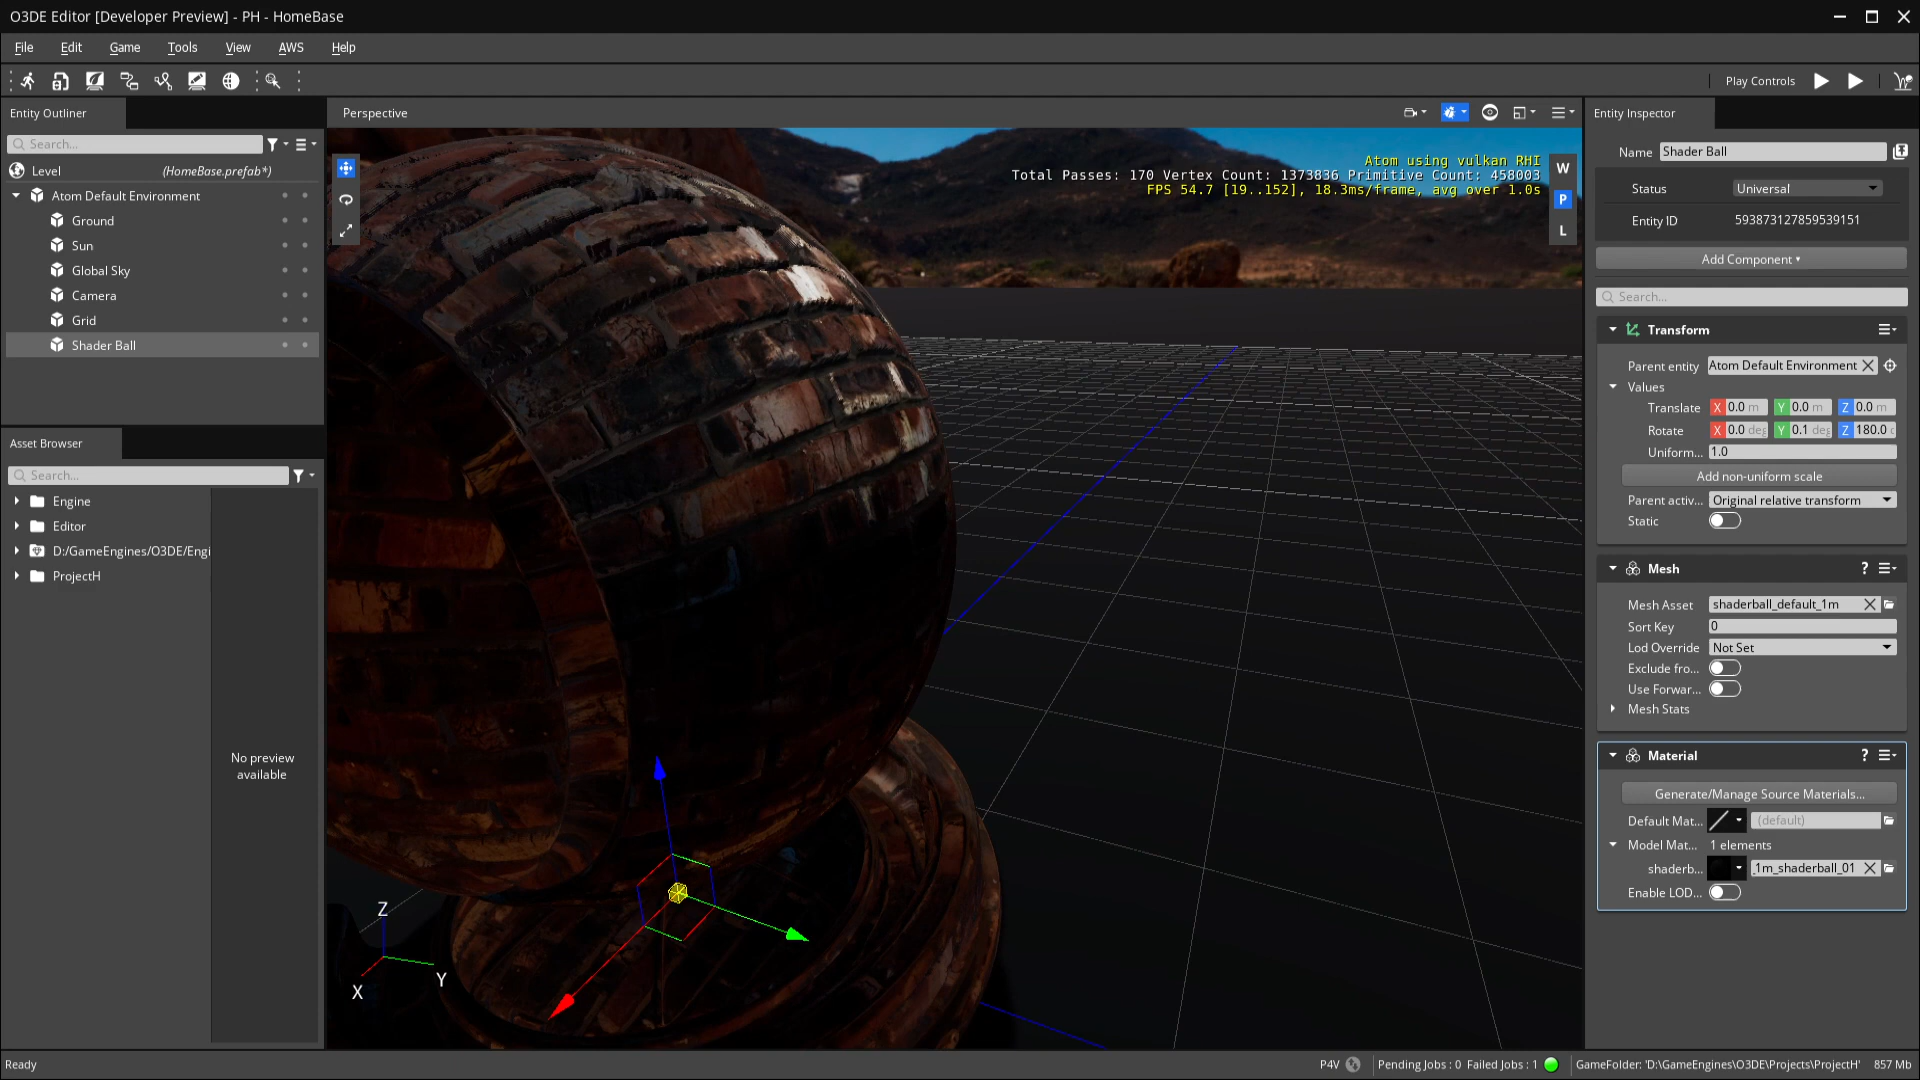 O3DE Editor [Developer Preview] - PH - HomeBase
File Edit Game Tools View AWS Help
Play Controls
Entity Outliner
Search...
Level (HomeBase.prefab*)
Atom Default Environment
Ground
Sun
Global Sky
Camera
Grid
Shader Ball
Asset Browser
Search...
Engine
Editor
D:/GameEngines/O3DE/Engi
ProjectH
No preview
available
Perspective
Atom using vulkan RHI
Total Passes: 170 Vertex Count: 1373836 Primitive Count: 458003
FPS 54.7 [19..152], 18.3ms/frame, avg over 1.0s
W
P
L
Z
Y
X
Entity Inspector
Name Shader Ball
Status Universal
Entity ID 593873127859539151
Add Component
Search...
Transform
Parent entity Atom Default Environment
Values
Translate X 0.0 m Y 0.0 m Z 0.0 m
Rotate X 0.0 deg Y 0.1 deg Z 180.0
Uniform... 1.0
Add non-uniform scale
Parent activ... Original relative transform
Static
Mesh ?
Mesh Asset shaderball_default_1m
Sort Key 0
Lod Override Not Set
Exclude fro...
Use Forwar...
Mesh Stats
Material ?
Generate/Manage Source Materials...
Default Mat... (default)
Model Mat... 1 elements
shaderb... _1m_shaderball_01
Enable LOD...
Ready
P4V Pending Jobs : 0 Failed Jobs : 1 GameFolder: 'D:\GameEngines\O3DE\Projects\ProjectH' 857 Mb